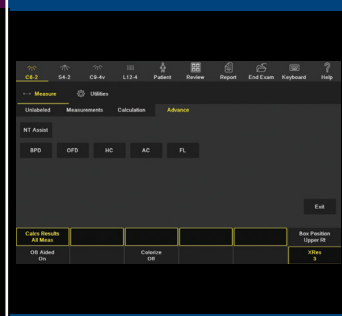 C6-2 S4-2 C9-4v L12-4 Patient Review Report End Exam Keyboard Help
Measure Utilities
Unlabeled Measurements Calculation Advance
NT Assist
BPD OFD HC AC FL
Exit
Calcs Results Box Position
All Meas Upper Rt
OB Aided Colorize XRes
On Off 3